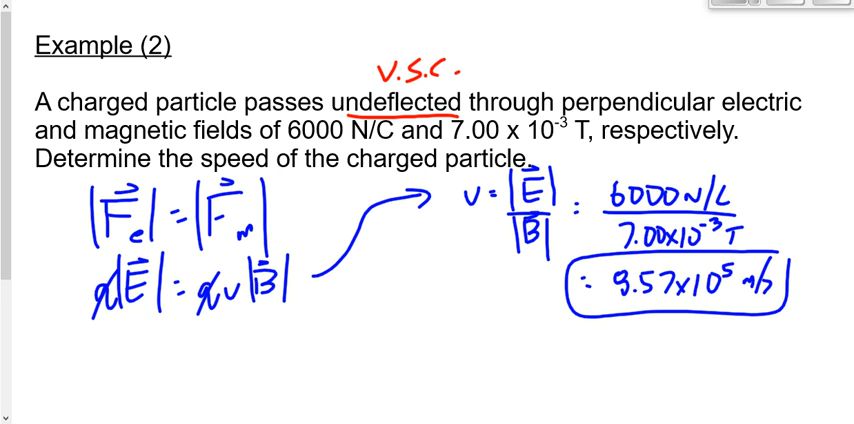 Example (2)
V.S.C.
A charged particle passes undeflected through perpendicular electric
and magnetic fields of 6000 N/C and 7.00 x 10⁻³ T, respectively.
Determine the speed of the charged particle.
|F⃗e| = |F⃗m|
q|E⃗| = qv|B⃗|
v = |E⃗| / |B⃗| = 6000 N/C / 7.00x10⁻³ T
= 8.57x10⁵ m/s